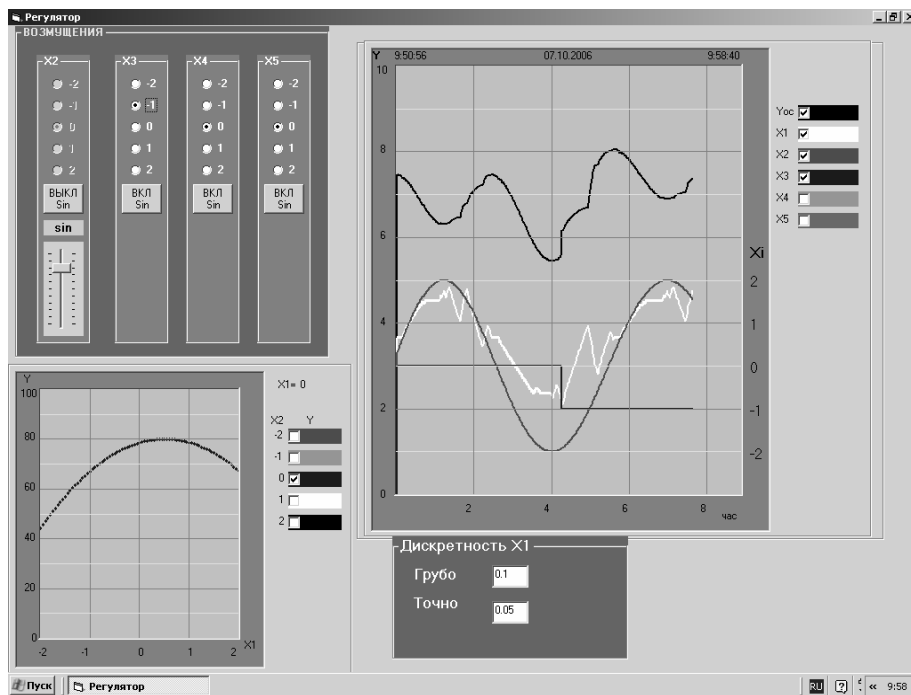 Регулятор
ВОЗМУЩЕНИЯ
X2 X3 X4 X5
-2 -2 -2 -2
-1 -1 -1 -1
0 0 0 0
1 1 1 1
2 2 2 2
ВЫКЛ Sin ВКЛ Sin ВКЛ Sin ВКЛ Sin
sin
Y 9:50:56 07.10.2006 9:58:40
10
8
6
4
2
0
Xi
2
1
0
-1
-2
2 4 6 8
час
Yос
X1
X2
X3
X4
X5
Y
100
80
60
40
20
0
-2 -1 0 1 2 X1
X1= 0
X2 Y
-2
-1
0
1
2
Дискретность X1
Грубо 0.1
Точно 0.05
Пуск Регулятор RU ? « 9:58